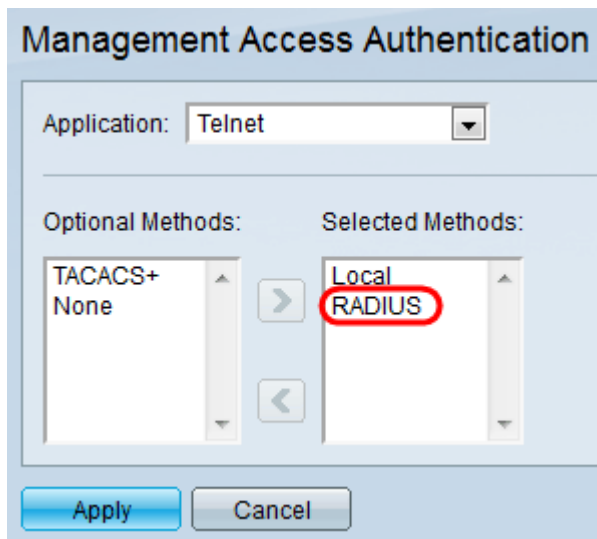 Management Access Authentication
Application: Telnet
Optional Methods:
TACACS+
None
Selected Methods:
Local
RADIUS
Apply
Cancel